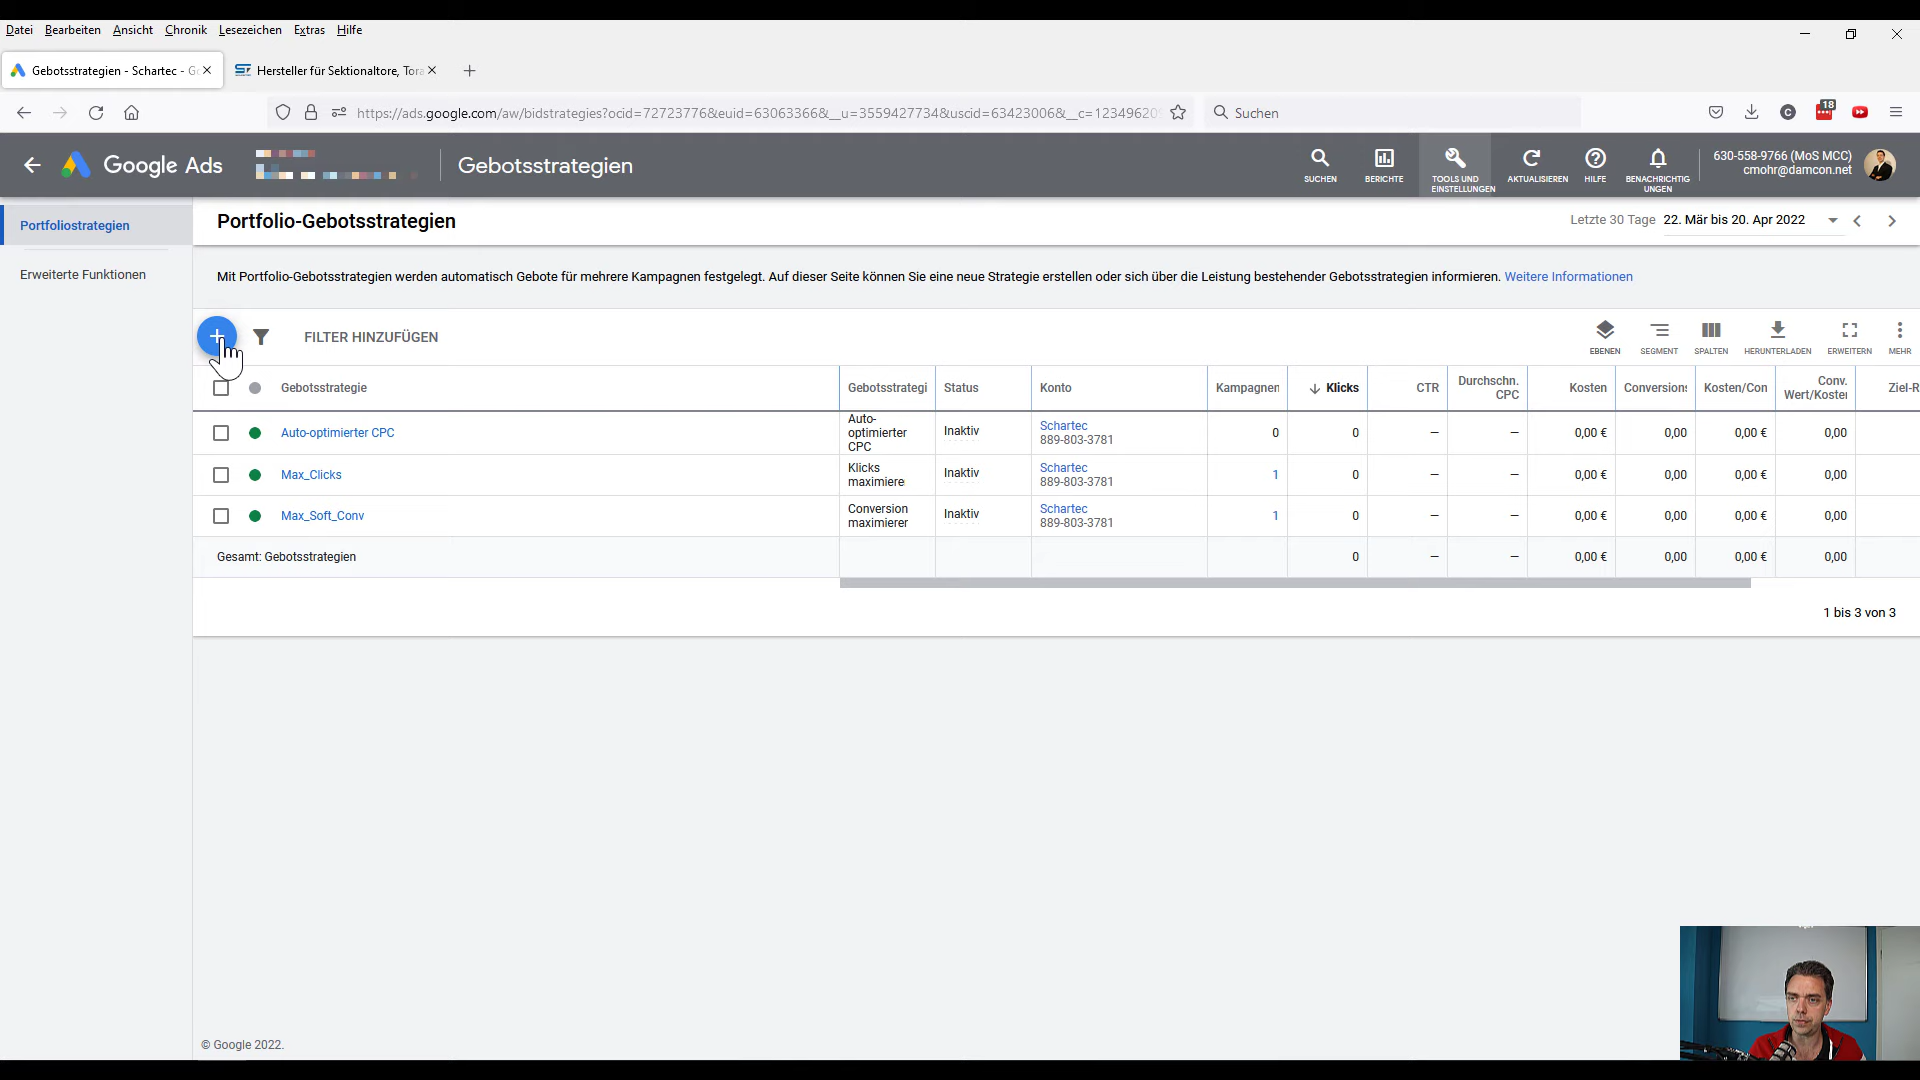 Datei Bearbeiten Ansicht Chronik Lesezeichen Extras Hilfe
Gebotsstrategien - Schartec - G
Hersteller für Sektionaltore, Tora
https://ads.google.com/aw/bidstrategies?ocid=72723776&euid=63063366&__u=3559427734&uscid=63423006&__c=123496209
Suchen
18
Google Ads
Gebotsstrategien
SUCHEN
BERICHTE
TOOLS UND
EINSTELLUNGEN
AKTUALISIEREN
HILFE
BENACHRICHTIG
UNGEN
630-558-9766 (MoS MCC)
cmohr@damcon.net
Portfoliostrategien
Erweiterte Funktionen
Portfolio-Gebotsstrategien
Letzte 30 Tage 22. Mär bis 20. Apr 2022
Mit Portfolio-Gebotsstrategien werden automatisch Gebote für mehrere Kampagnen festgelegt. Auf dieser Seite können Sie eine neue Strategie erstellen oder sich über die Leistung bestehender Gebotsstrategien informieren. Weitere Informationen
FILTER HINZUFÜGEN
EBENEN
SEGMENT
SPALTEN
HERUNTERLADEN
ERWEITERN
MEHR
Gebotsstrategie
Gebotsstrategi
Status
Konto
Kampagnen
Klicks
CTR
Durchschn.
CPC
Kosten
Conversions
Kosten/Con
Conv.
Wert/Kosten
Ziel-R
Auto-optimierter CPC
Auto-
optimierter
CPC
Inaktiv
Schartec
889-803-3781
0 0 — — 0,00 € 0,00 0,00 € 0,00
Max_Clicks
Klicks
maximiere
Inaktiv
Schartec
889-803-3781
1 0 — — 0,00 € 0,00 0,00 € 0,00
Max_Soft_Conv
Conversion
maximierer
Inaktiv
Schartec
889-803-3781
1 0 — — 0,00 € 0,00 0,00 € 0,00
Gesamt: Gebotsstrategien
0 — — 0,00 € 0,00 0,00 € 0,00
1 bis 3 von 3
© Google 2022.